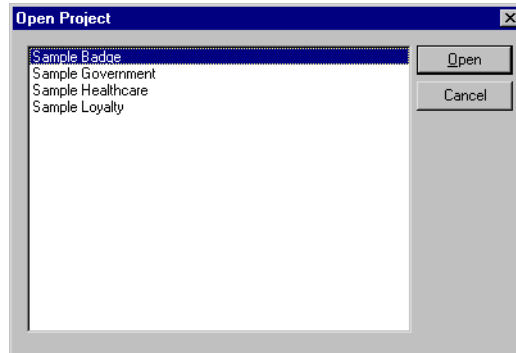 Open Project
Sample Badge
Sample Government
Sample Healthcare
Sample Loyalty
Open
Cancel